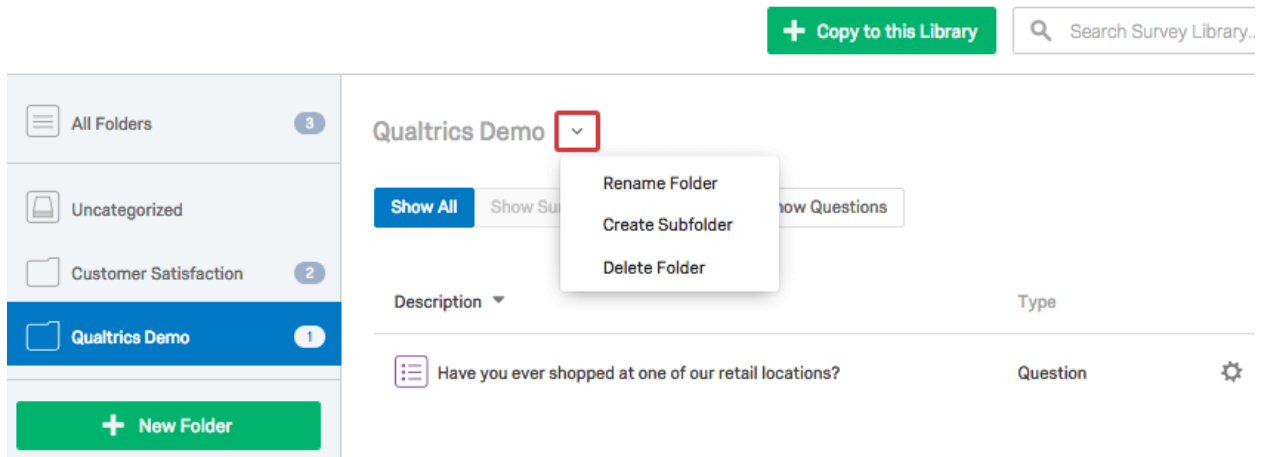 Copy to this Library
Search Survey Library..
All Folders
3
Uncategorized
Customer Satisfaction
2
Qualtrics Demo
1
New Folder
Qualtrics Demo
Rename Folder
Create Subfolder
Delete Folder
Show All
Show Su
ow Questions
Description
Type
Have you ever shopped at one of our retail locations?
Question